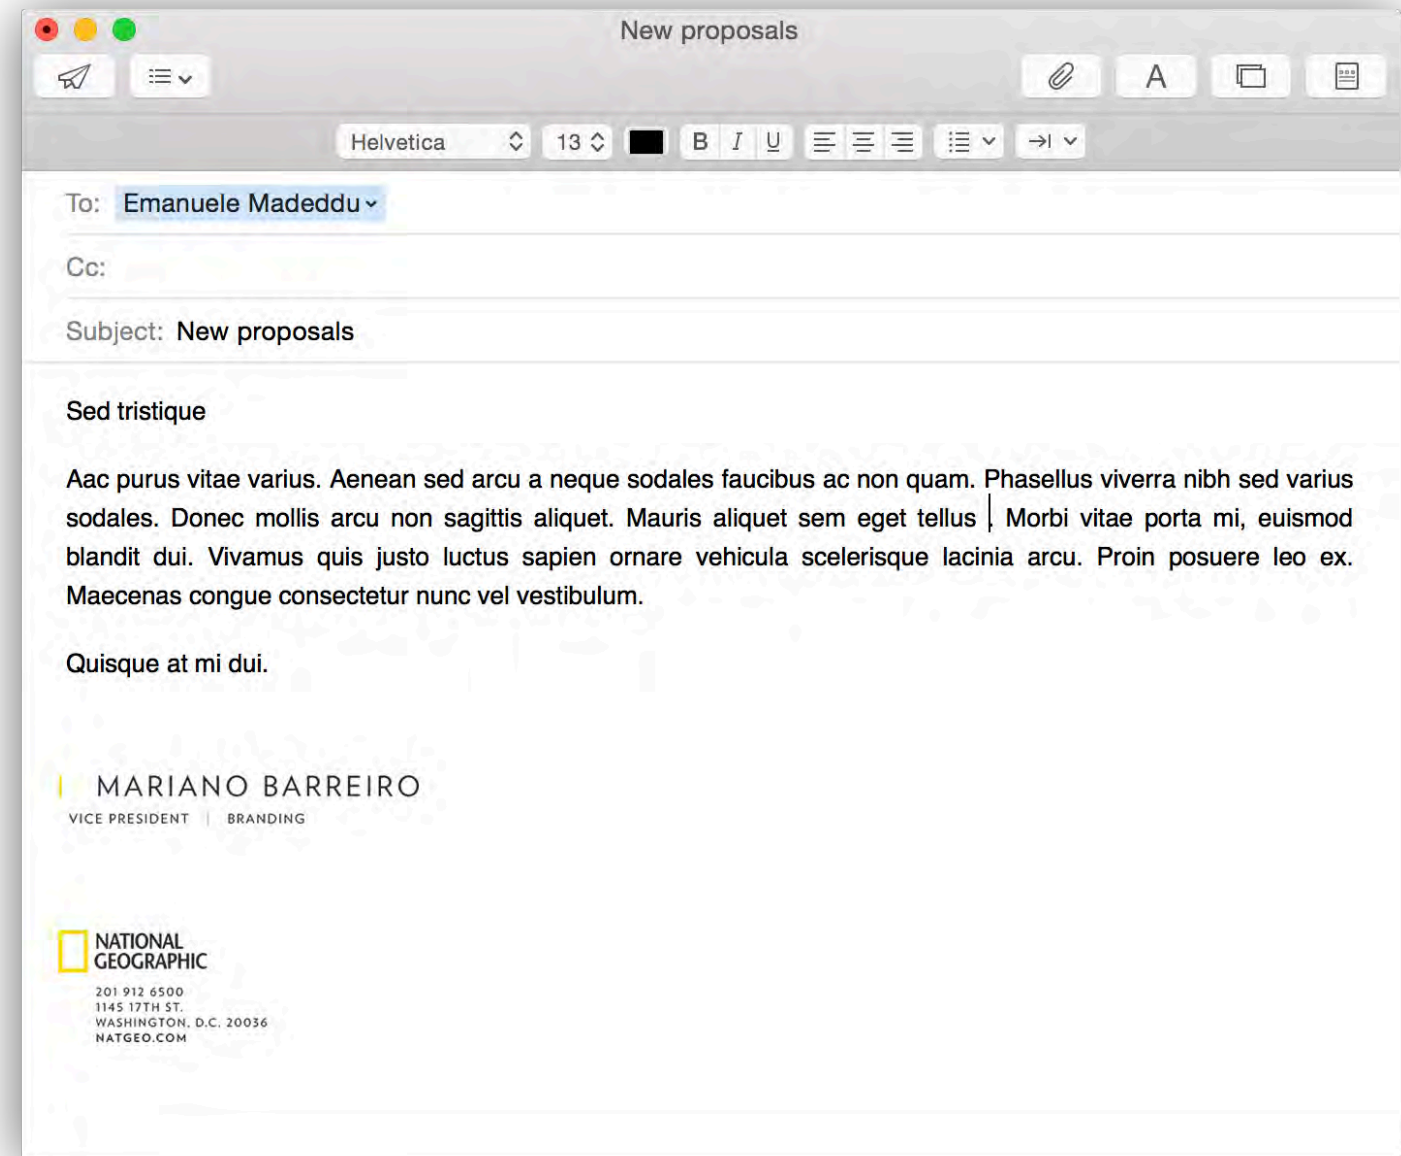 New proposals
A
Helvetica 13 B I U
To: Emanuele Madeddu
Cc:
Subject: New proposals
Sed tristique
Aac purus vitae varius. Aenean sed arcu a neque sodales faucibus ac non quam. Phasellus viverra nibh sed varius
sodales. Donec mollis arcu non sagittis aliquet. Mauris aliquet sem eget tellus . Morbi vitae porta mi, euismod
blandit dui. Vivamus quis justo luctus sapien ornare vehicula scelerisque lacinia arcu. Proin posuere leo ex.
Maecenas congue consectetur nunc vel vestibulum.
Quisque at mi dui.
MARIANO BARREIRO
VICE PRESIDENT | BRANDING
NATIONAL
GEOGRAPHIC
201 912 6500
1145 17TH ST.
WASHINGTON, D.C. 20036
NATGEO.COM